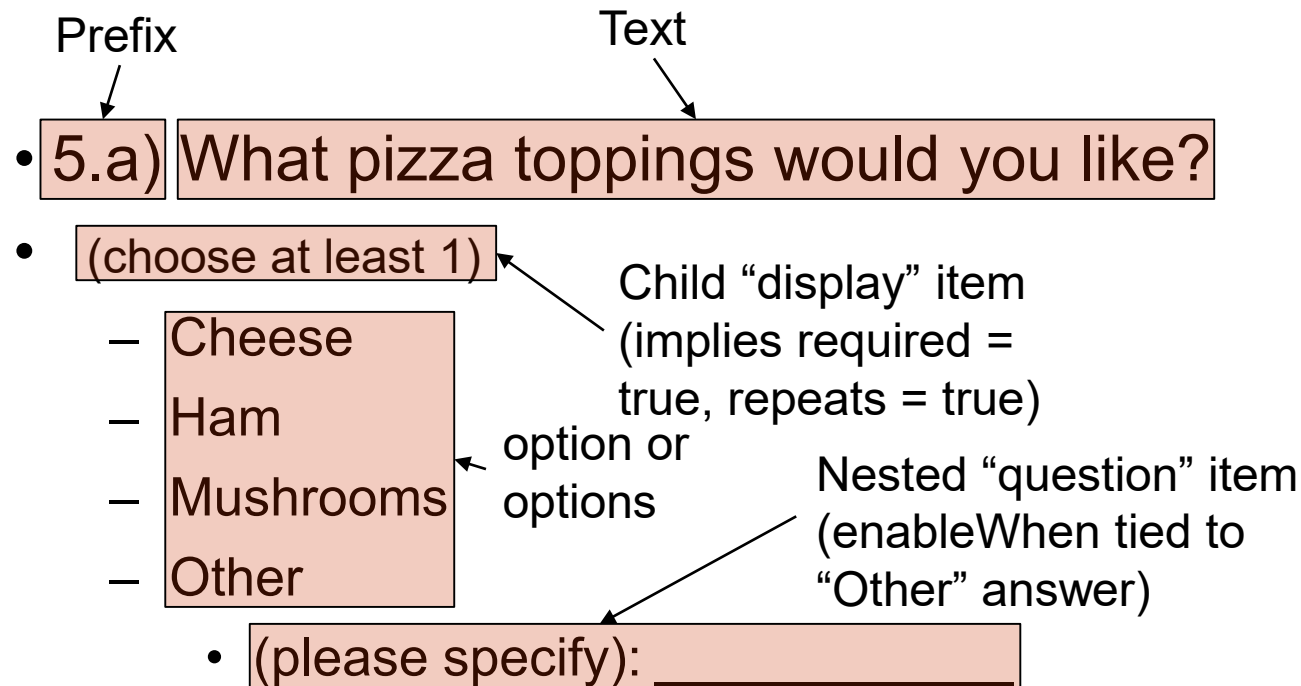 Prefix
Text
• 5.a) What pizza toppings would you like?
• (choose at least 1)
Child “display” item
(implies required =
true, repeats = true)
– Cheese
– Ham
– Mushrooms
– Other
option or
options
Nested “question” item
(enableWhen tied to
“Other” answer)
• (please specify): ______________